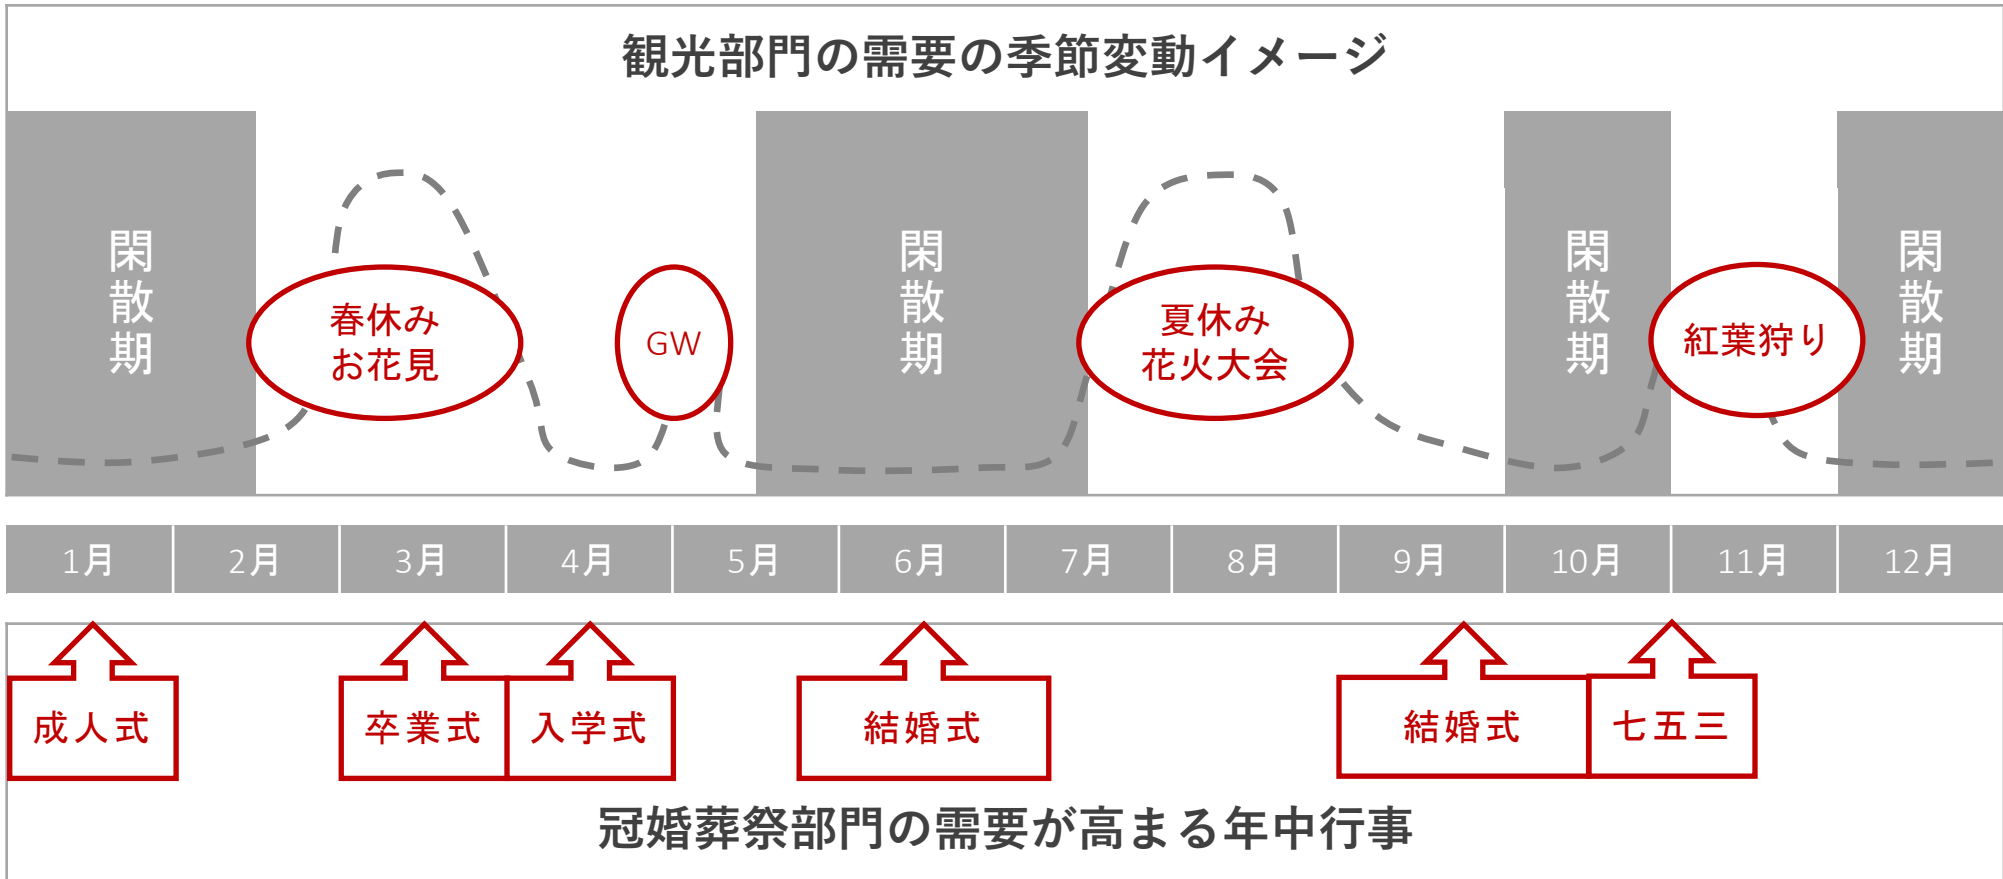 観光部門の需要の季節変動イメージ
閑散期
春休み
お花見
GW
閑散期
夏休み
花火大会
閑散期
紅葉狩り
閑散期
1月
2月
3月
4月
5月
6月
7月
8月
9月
10月
11月
12月
成人式
卒業式
入学式
結婚式
結婚式
七五三
冠婚葬祭部門の需要が高まる年中行事